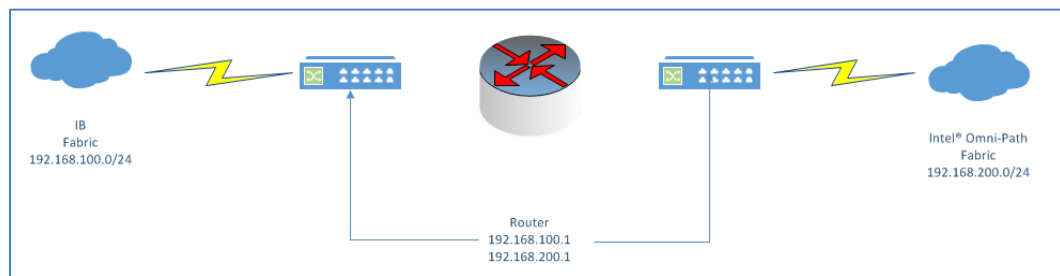 IB
Fabric
192.168.100.0/24
Router
192.168.100.1
192.168.200.1
Intel® Omni-Path
Fabric
192.168.200.0/24